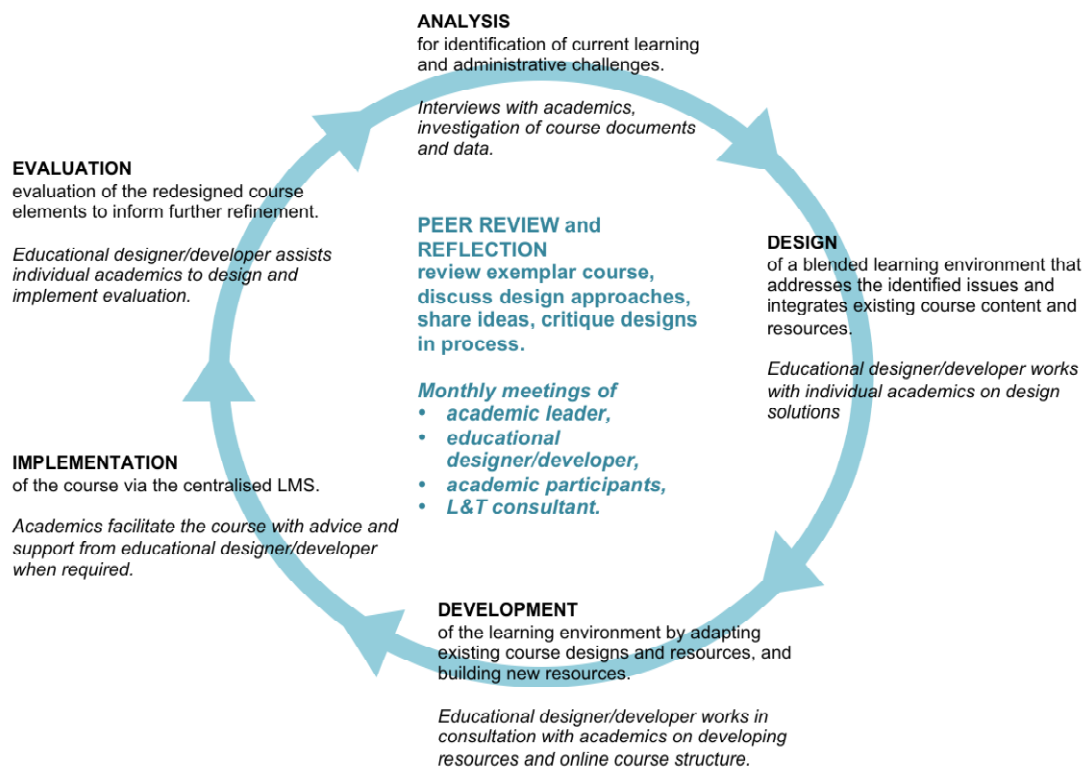 ANALYSIS
for identification of current learning
and administrative challenges.
Interviews with academics,
investigation of course documents
and data.
DESIGN
of a blended learning environment that
addresses the identified issues and
integrates existing course content and
resources.
Educational designer/developer works
with individual academics on design
solutions
DEVELOPMENT
of the learning environment by adapting
existing course designs and resources, and
building new resources.
Educational designer/developer works in
consultation with academics on developing
resources and online course structure.
IMPLEMENTATION
of the course via the centralised LMS.
Academics facilitate the course with advice and
support from educational designer/developer
when required.
EVALUATION
evaluation of the redesigned course
elements to inform further refinement.
Educational designer/developer assists
individual academics to design and
implement evaluation.
PEER REVIEW and
REFLECTION
review exemplar course,
discuss design approaches,
share ideas, critique designs
in process.
Monthly meetings of
• academic leader,
• educational
designer/developer,
• academic participants,
• L&T consultant.